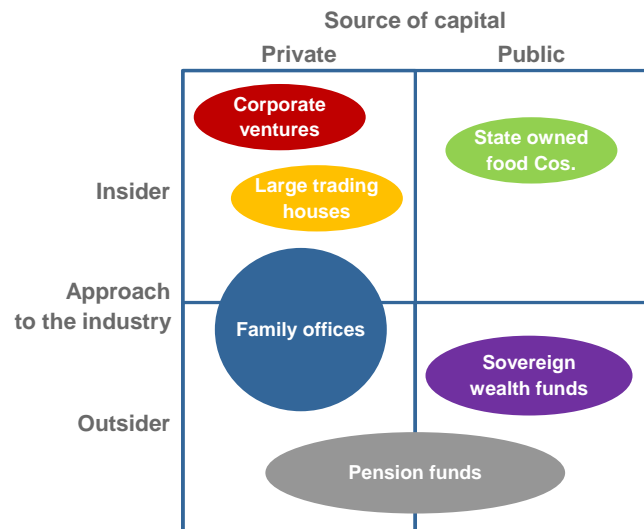 Source of capital
Private
Public
Corporate
ventures
State owned
food Cos.
Insider
Large trading
houses
Approach
to the industry
Family offices
Sovereign
wealth funds
Outsider
Pension funds